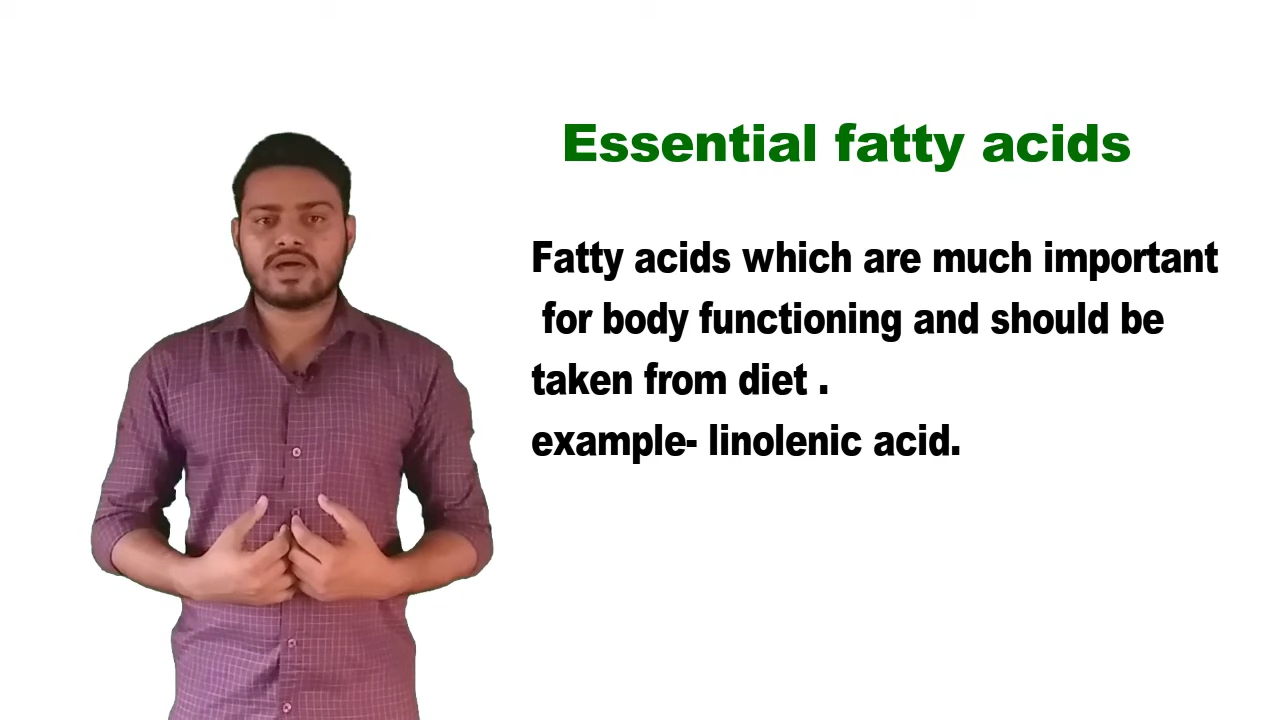 Essential fatty acids
Fatty acids which are much important
for body functioning and should be
taken from diet .
example- linolenic acid.